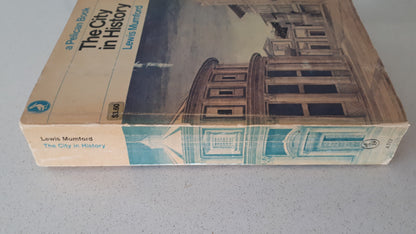 a Pelican Book
The City
in History
Lewis Mumford
$3.50
Lewis Mumford
The City in History